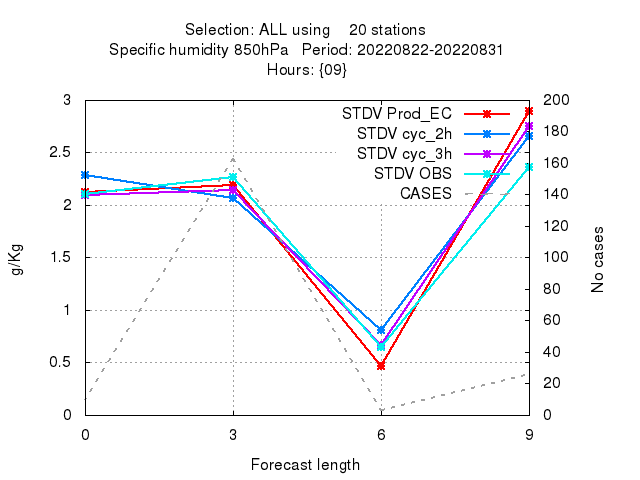 Selection: ALL using    20 stations
Specific humidity 850hPa   Period: 20220822-20220831
Hours: {09}
3
2.5
2
1.5
1
0.5
0
g/Kg
STDV Prod_EC
STDV cyc_2h
STDV cyc_3h
STDV OBS
CASES
200
180
160
140
120
100
80
60
40
20
0
No cases
0 3 6 9
Forecast length